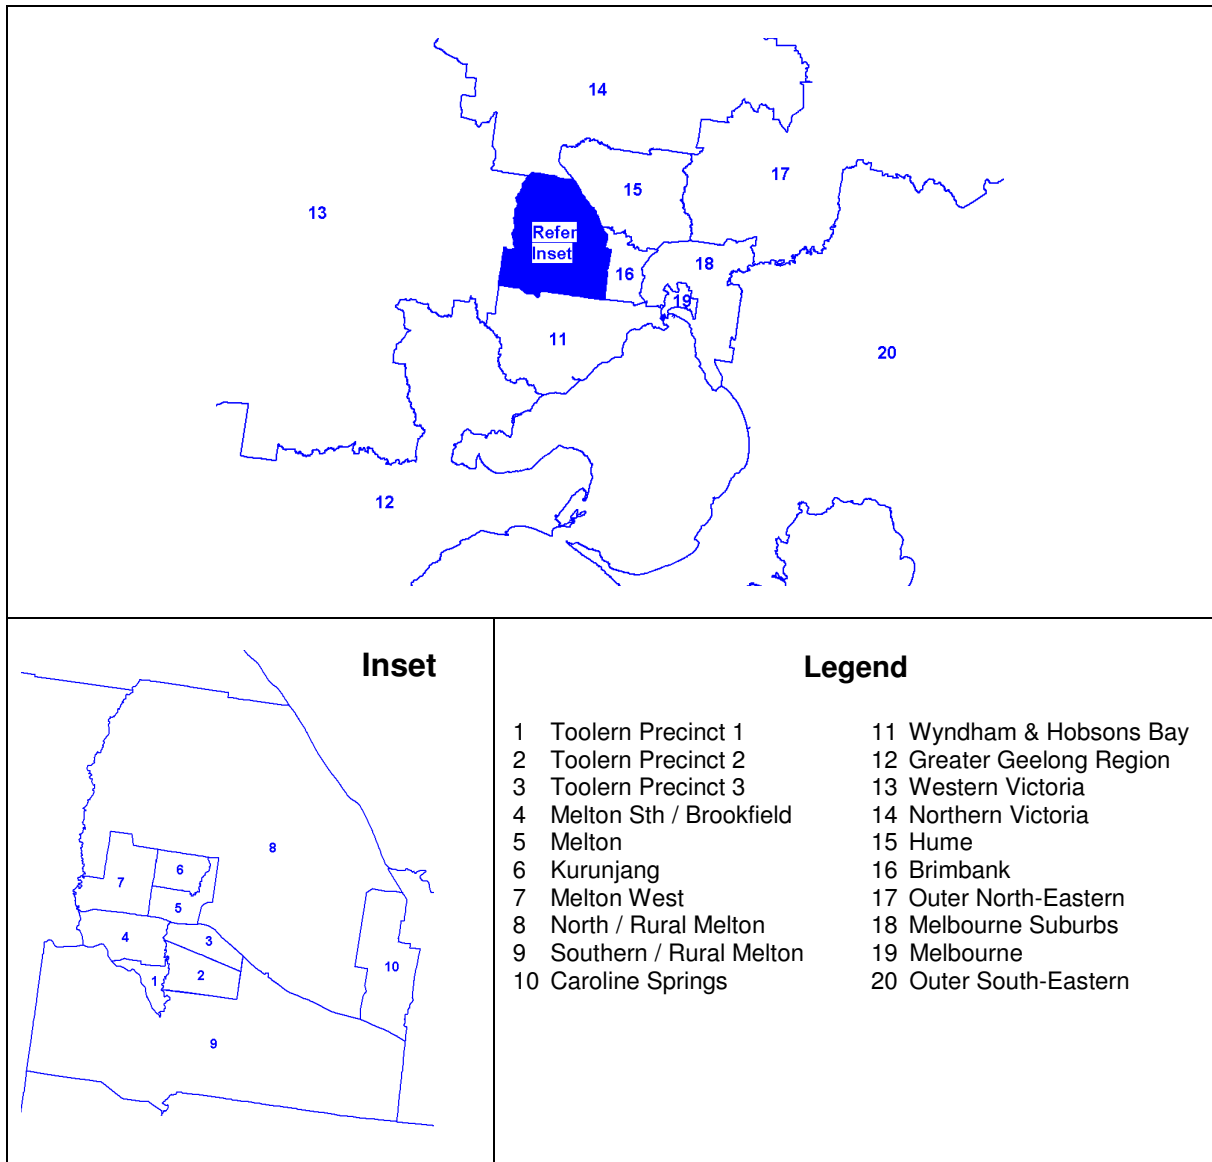 14
17
15
13
Refer
Inset
18
16
19
11
20
12
Inset
8
6
7
5
4
3
2
1
10
9
Legend
1 Toolern Precinct 1
2 Toolern Precinct 2
3 Toolern Precinct 3
4 Melton Sth / Brookfield
5 Melton
6 Kurunjang
7 Melton West
8 North / Rural Melton
9 Southern / Rural Melton
10 Caroline Springs
11 Wyndham & Hobsons Bay
12 Greater Geelong Region
13 Western Victoria
14 Northern Victoria
15 Hume
16 Brimbank
17 Outer North-Eastern
18 Melbourne Suburbs
19 Melbourne
20 Outer South-Eastern